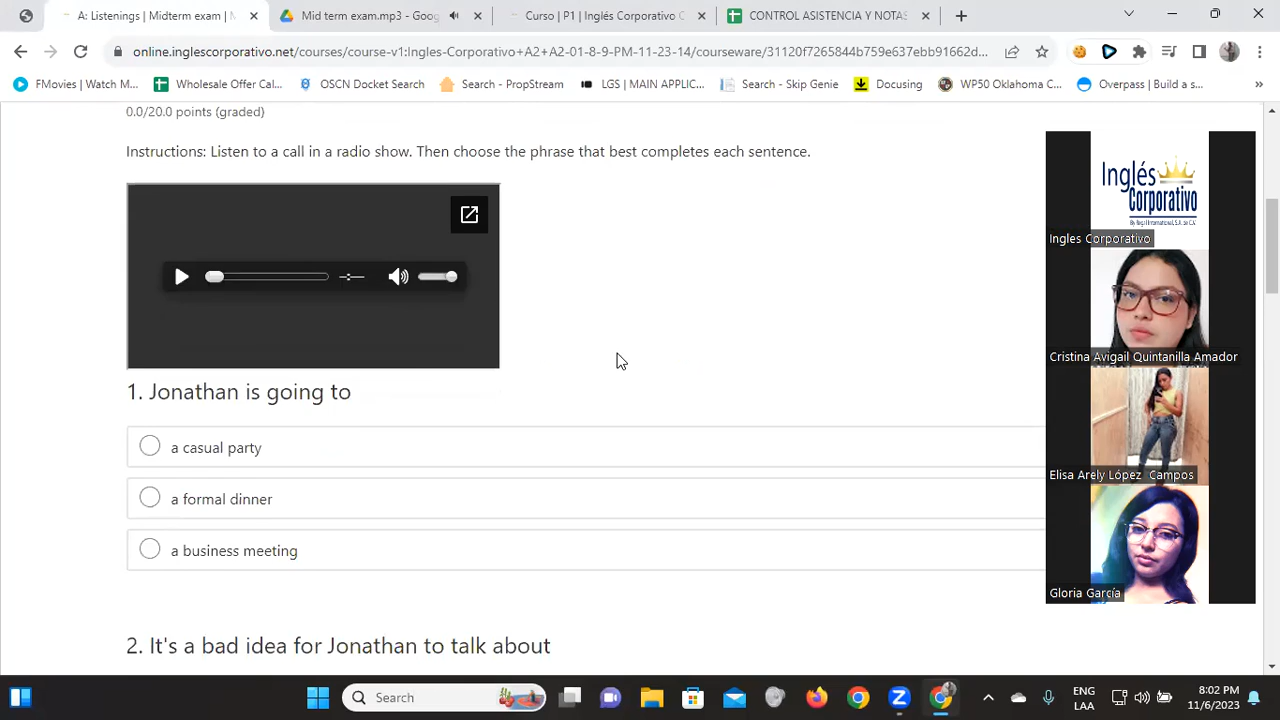 A: Listenings | Midterm exam | M
Mid term exam.mp3 - Goog
Curso | P1 | Inglés Corporativo C
CONTROL ASISTENCIA Y NOTAS
online.inglescorporativo.net/courses/course-v1:Ingles-Corporativo+A2+A2-01-8-9-PM-11-23-14/courseware/31120f7265844b759e637ebb91662d...
FMovies | Watch M...
Wholesale Offer Cal...
OSCN Docket Search
Search - PropStream
LGS | MAIN APPLIC...
Search - Skip Genie
Docusing
WP50 Oklahoma C...
Overpass | Build a s...
0.0/20.0 points (graded)
Instructions: Listen to a call in a radio show. Then choose the phrase that best completes each sentence.
Inglés
Corporativo
Ingles Corporativo
Cristina Avigail Quintanilla Amador
1. Jonathan is going to
a casual party
Elisa Arely López Campos
a formal dinner
a business meeting
Gloria García
2. It's a bad idea for Jonathan to talk about
Search
ENG
LAA
8:02 PM
11/6/2023